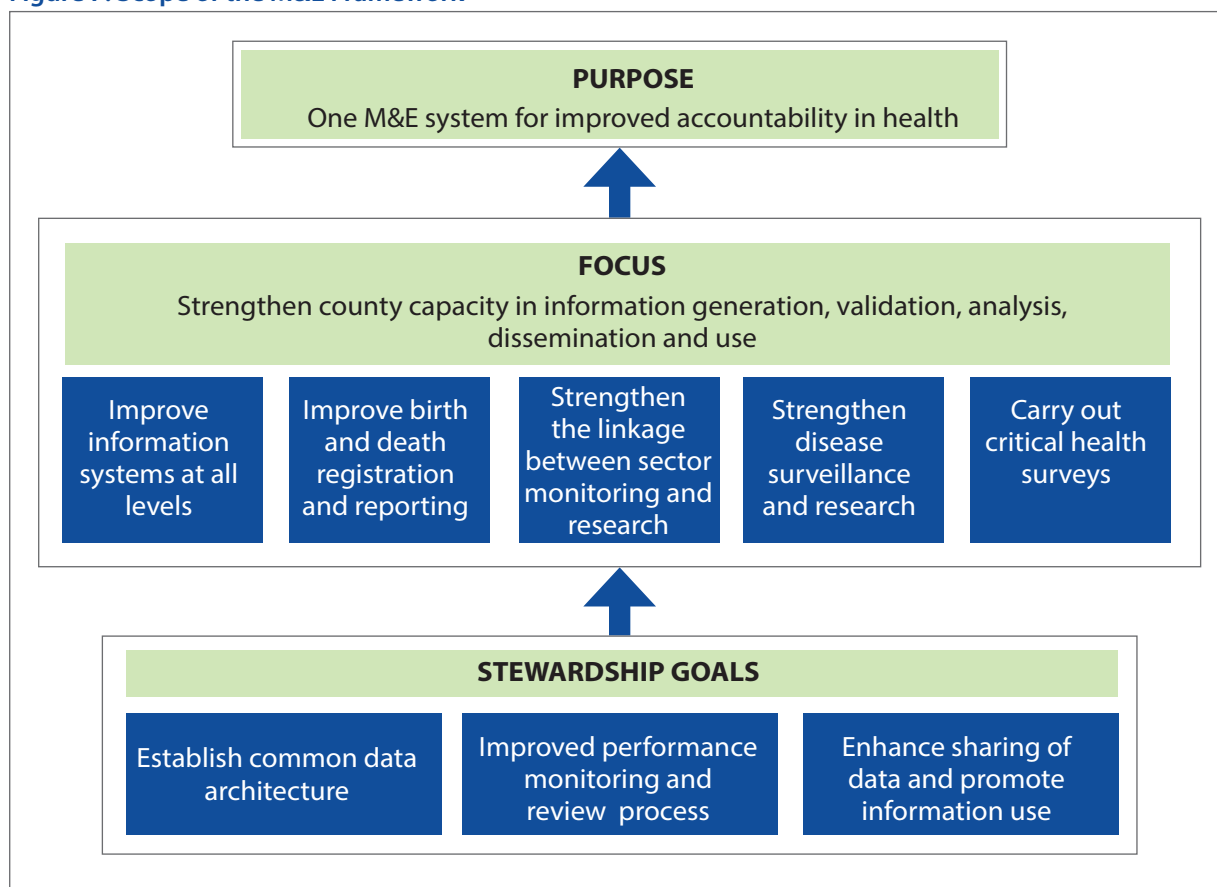 PURPOSE
One M&E system for improved accountability in health
FOCUS
Strengthen county capacity in information generation, validation, analysis,
dissemination and use
Improve
information
systems at all
levels
Improve birth
and death
registration
and reporting
Strengthen
the linkage
between sector
monitoring and
research
Strengthen
disease
surveillance
and research
Carry out
critical health
surveys
STEWARDSHIP GOALS
Establish common data
architecture
Improved performance
monitoring and
review process
Enhance sharing of
data and promote
information use